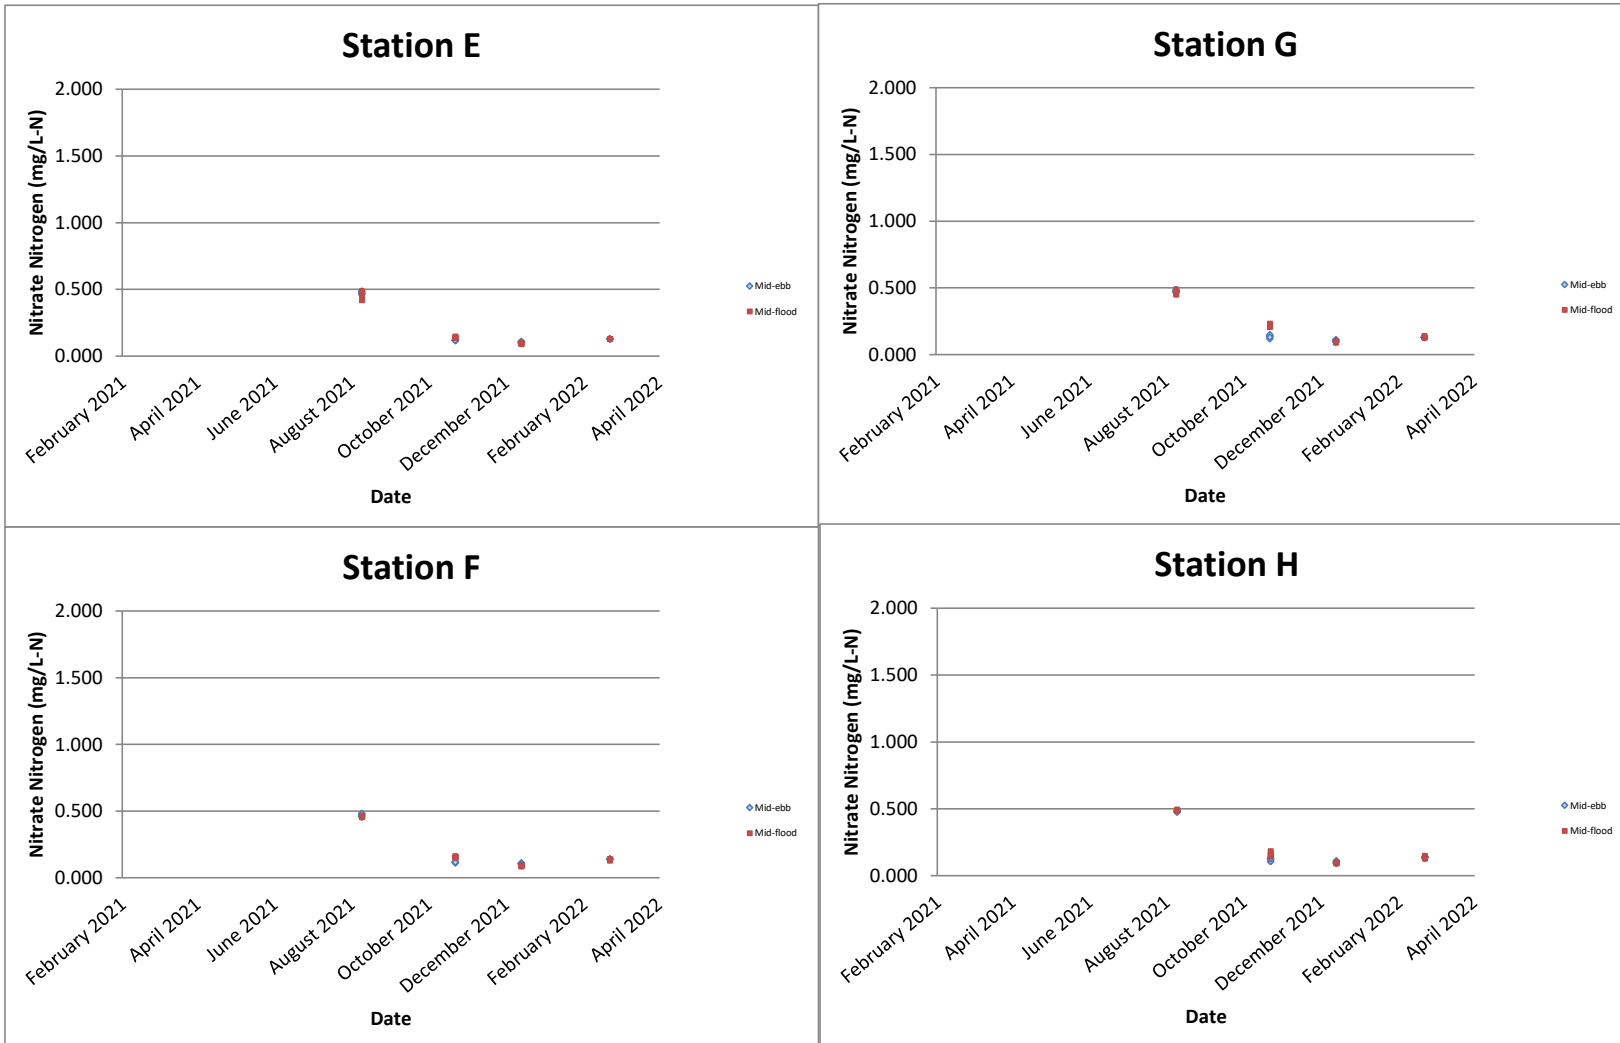 Station E
Nitrate Nitrogen (mg/L-N)
2.000
1.500
1.000
0.500
0.000
February 2021
April 2021
June 2021
August 2021
October 2021
December 2021
February 2022
April 2022
Date
Mid-ebb
Mid-flood
Station G
Nitrate Nitrogen (mg/L-N)
2.000
1.500
1.000
0.500
0.000
February 2021
April 2021
June 2021
August 2021
October 2021
December 2021
February 2022
April 2022
Date
Mid-ebb
Mid-flood
Station F
Nitrate Nitrogen (mg/L-N)
2.000
1.500
1.000
0.500
0.000
February 2021
April 2021
June 2021
August 2021
October 2021
December 2021
February 2022
April 2022
Date
Mid-ebb
Mid-flood
Station H
Nitrate Nitrogen (mg/L-N)
2.000
1.500
1.000
0.500
0.000
February 2021
April 2021
June 2021
August 2021
October 2021
December 2021
February 2022
April 2022
Date
Mid-ebb
Mid-flood